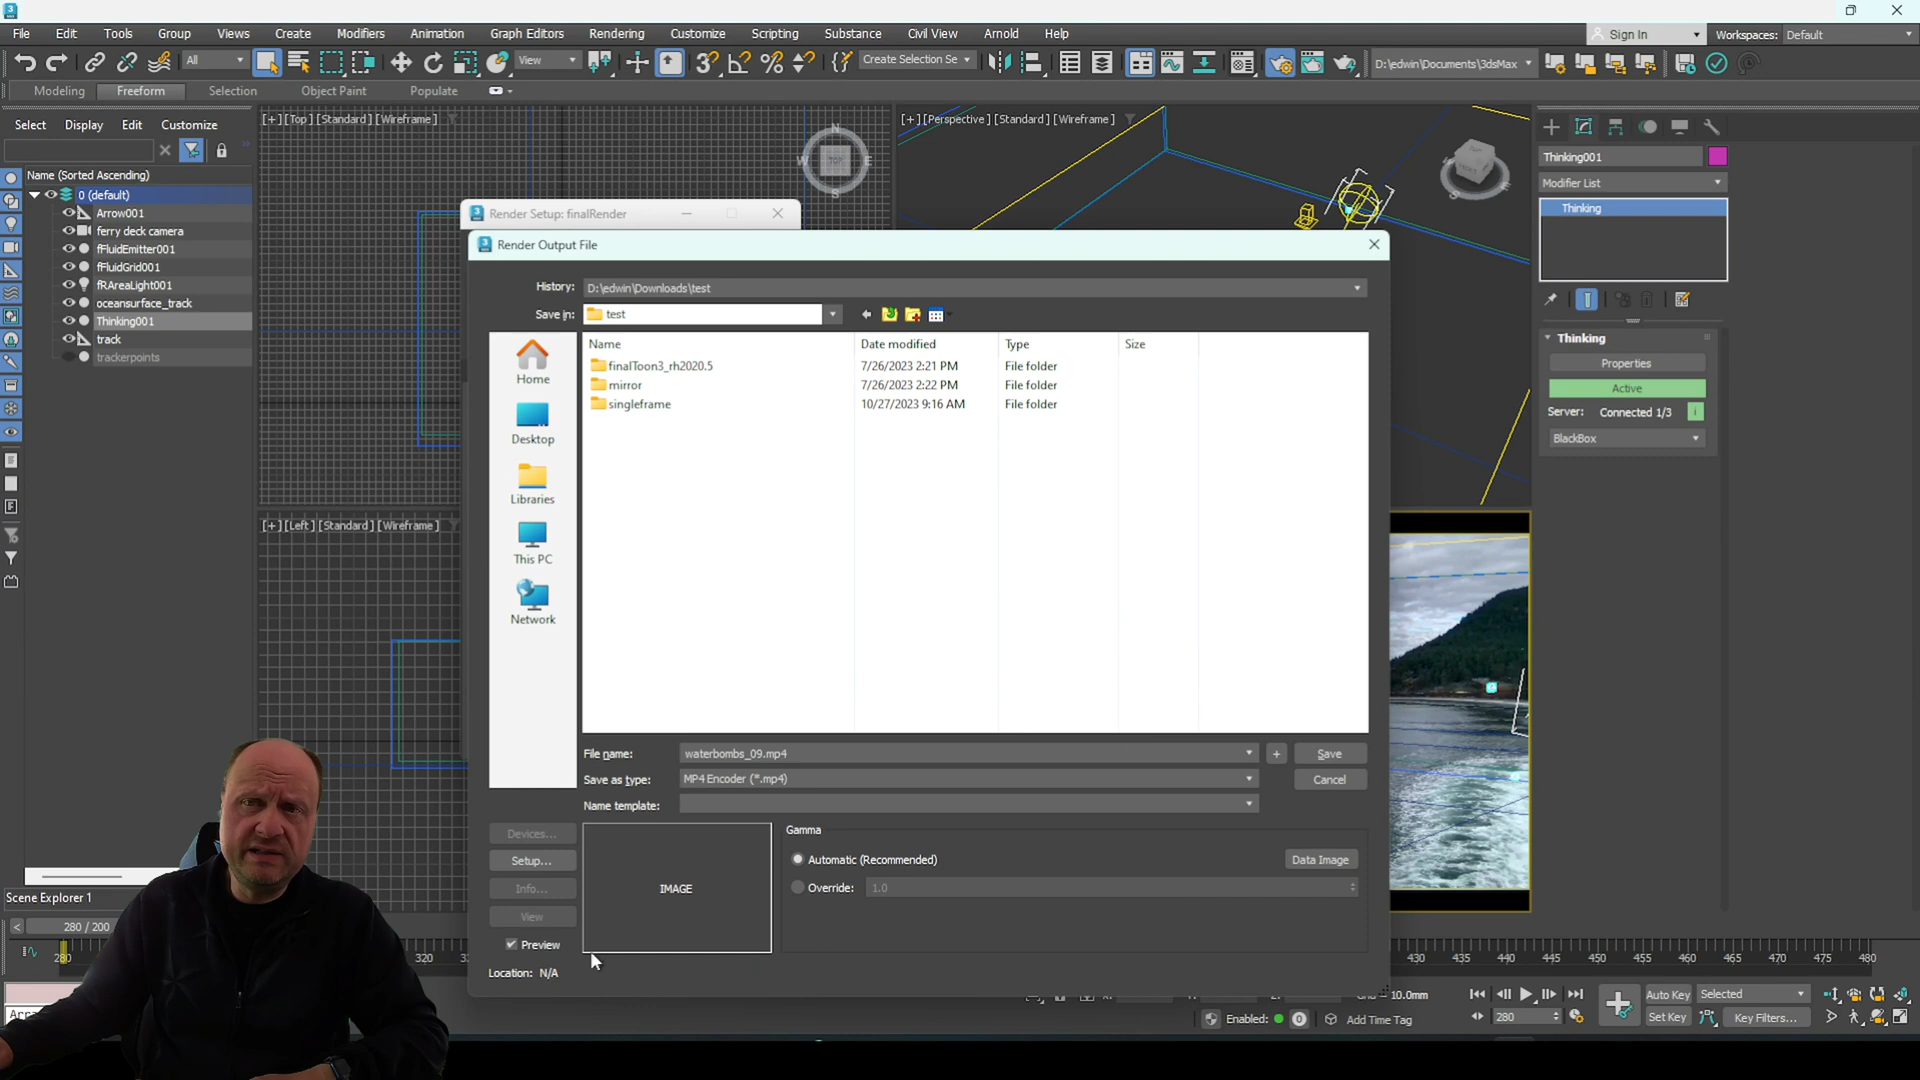 File Edit Tools Group Views Create Modifiers Animation Graph Editors Rendering Customize Scripting Substance Civil View Arnold Help
Sign In Workspaces: Default
All View Create Selection Se D:\edwin\Documents\3dsMax
Modeling Freeform Selection Object Paint Populate
Select Display Edit Customize
Name (Sorted Ascending)
0 (default)
Arrow001
ferry deck camera
fFluidEmitter001
fFluidGrid001
fRAreaLight001
oceansurface_track
Thinking001
track
trackerpoints
[+][Top][Standard][Wireframe]
[+][Perspective][Standard][Wireframe]
[+][Left][Standard][Wireframe]
N
W TOP E
S
Render Setup: finalRender
Render Output File
History: D:\edwin\Downloads\test
Save in: test
Home
Desktop
Libraries
This PC
Network
Name Date modified Type Size
finalToon3_rh2020.5 7/26/2023 2:21 PM File folder
mirror 7/26/2023 2:22 PM File folder
singleframe 10/27/2023 9:16 AM File folder
File name: waterbombs_09.mp4 + Save
Save as type: MP4 Encoder (*.mp4) Cancel
Name template:
Devices...
Setup...
Info...
View
Preview
Location: N/A
IMAGE
Gamma
Automatic (Recommended) Data Image
Override: 1.0
Thinking001
Modifier List
Thinking
Thinking
Properties
Active
Server: Connected 1/3 i
BlackBox
Scene Explorer 1
280 / 200
280 320 430 435 440 445 450 455 460 465 470 475 480
10.0mm
Enabled: 0 Add Time Tag
280
Auto Key Selected
Set Key Key Filters...